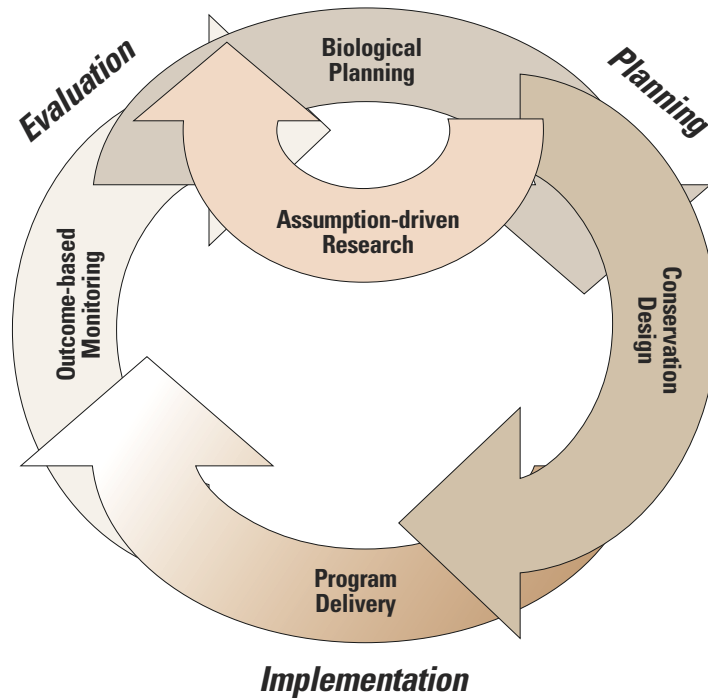 Evaluation
Biological
Planning
Planning
Assumption-driven
Research
Outcome-based
Monitoring
Conservation
Design
Program
Delivery
Implementation